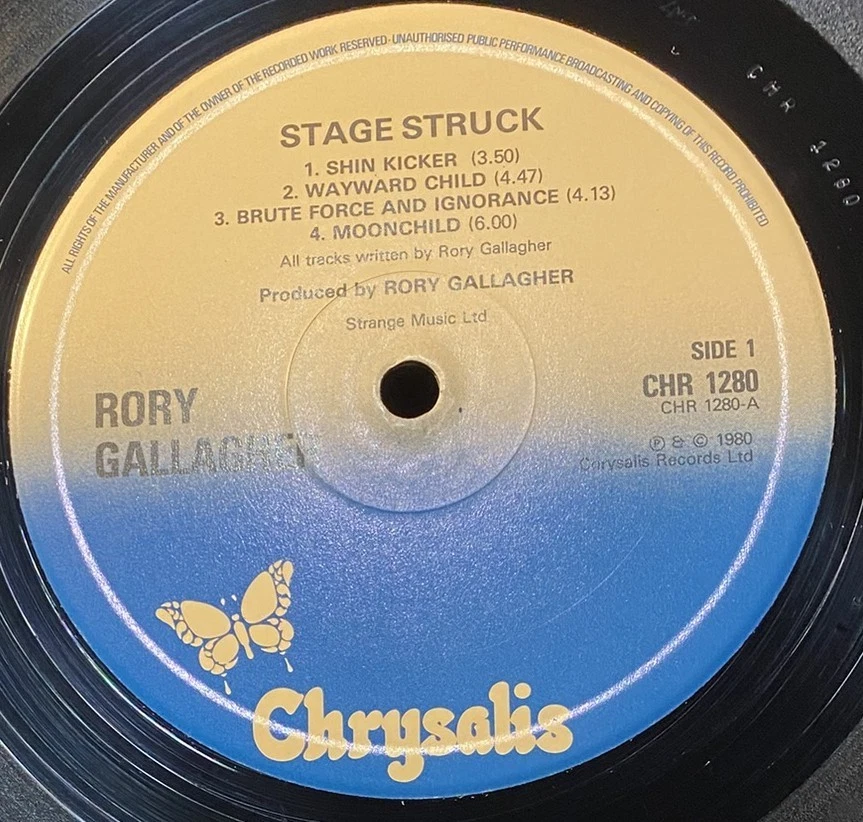 ALL RIGHTS OF THE MANUFACTURER AND OF THE OWNER OF THE RECORDED WORK RESERVED · UNAUTHORISED PUBLIC PERFORMANCE BROADCASTING AND COPYING OF THIS RECORD PROHIBITED
STAGE STRUCK
1. SHIN KICKER (3.50)
2. WAYWARD CHILD (4.47)
3. BRUTE FORCE AND IGNORANCE (4.13)
4. MOONCHILD (6.00)
All tracks written by Rory Gallagher
Produced by RORY GALLAGHER
Strange Music Ltd
SIDE 1
CHR 1280
CHR 1280-A
RORY
GALLAGHER
℗ & © 1980
Chrysalis Records Ltd
Chrysalis
CHR 1280